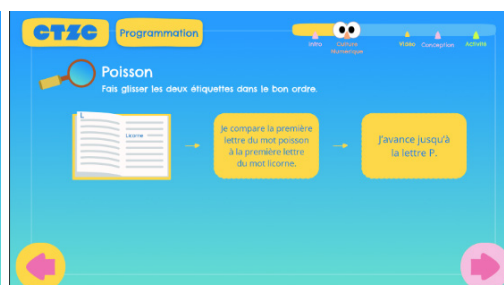 CTZC
Programmation
Intro
Culture
Numérique
Vidéo
Conception
Activité
Poisson
Fais glisser les deux étiquettes dans le bon ordre.
L
Licorne
Je compare la première
lettre du mot poisson
à la première lettre
du mot licorne.
J'avance jusqu'à
la lettre P.